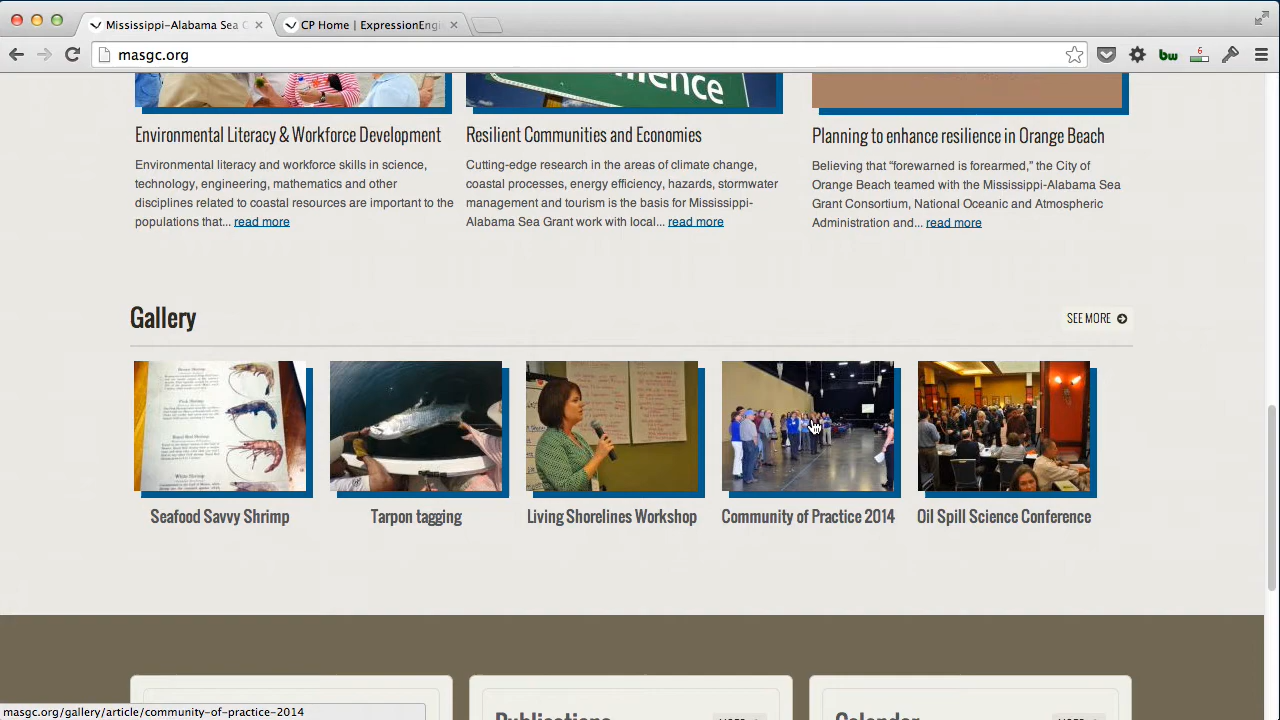 Mississippi-Alabama Sea G
CP Home | ExpressionEngi
masgc.org
6
bw
ence
Environmental Literacy & Workforce Development
Environmental literacy and workforce skills in science,
technology, engineering, mathematics and other
disciplines related to coastal resources are important to the
populations that... read more
Resilient Communities and Economies
Cutting-edge research in the areas of climate change,
coastal processes, energy efficiency, hazards, stormwater
management and tourism is the basis for Mississippi-
Alabama Sea Grant work with local... read more
Planning to enhance resilience in Orange Beach
Believing that “forewarned is forearmed,” the City of
Orange Beach teamed with the Mississippi-Alabama Sea
Grant Consortium, National Oceanic and Atmospheric
Administration and... read more
Gallery
SEE MORE
Seafood Savvy Shrimp
Tarpon tagging
Living Shorelines Workshop
Community of Practice 2014
Oil Spill Science Conference
Publications
Calendar
masgc.org/gallery/article/community-of-practice-2014